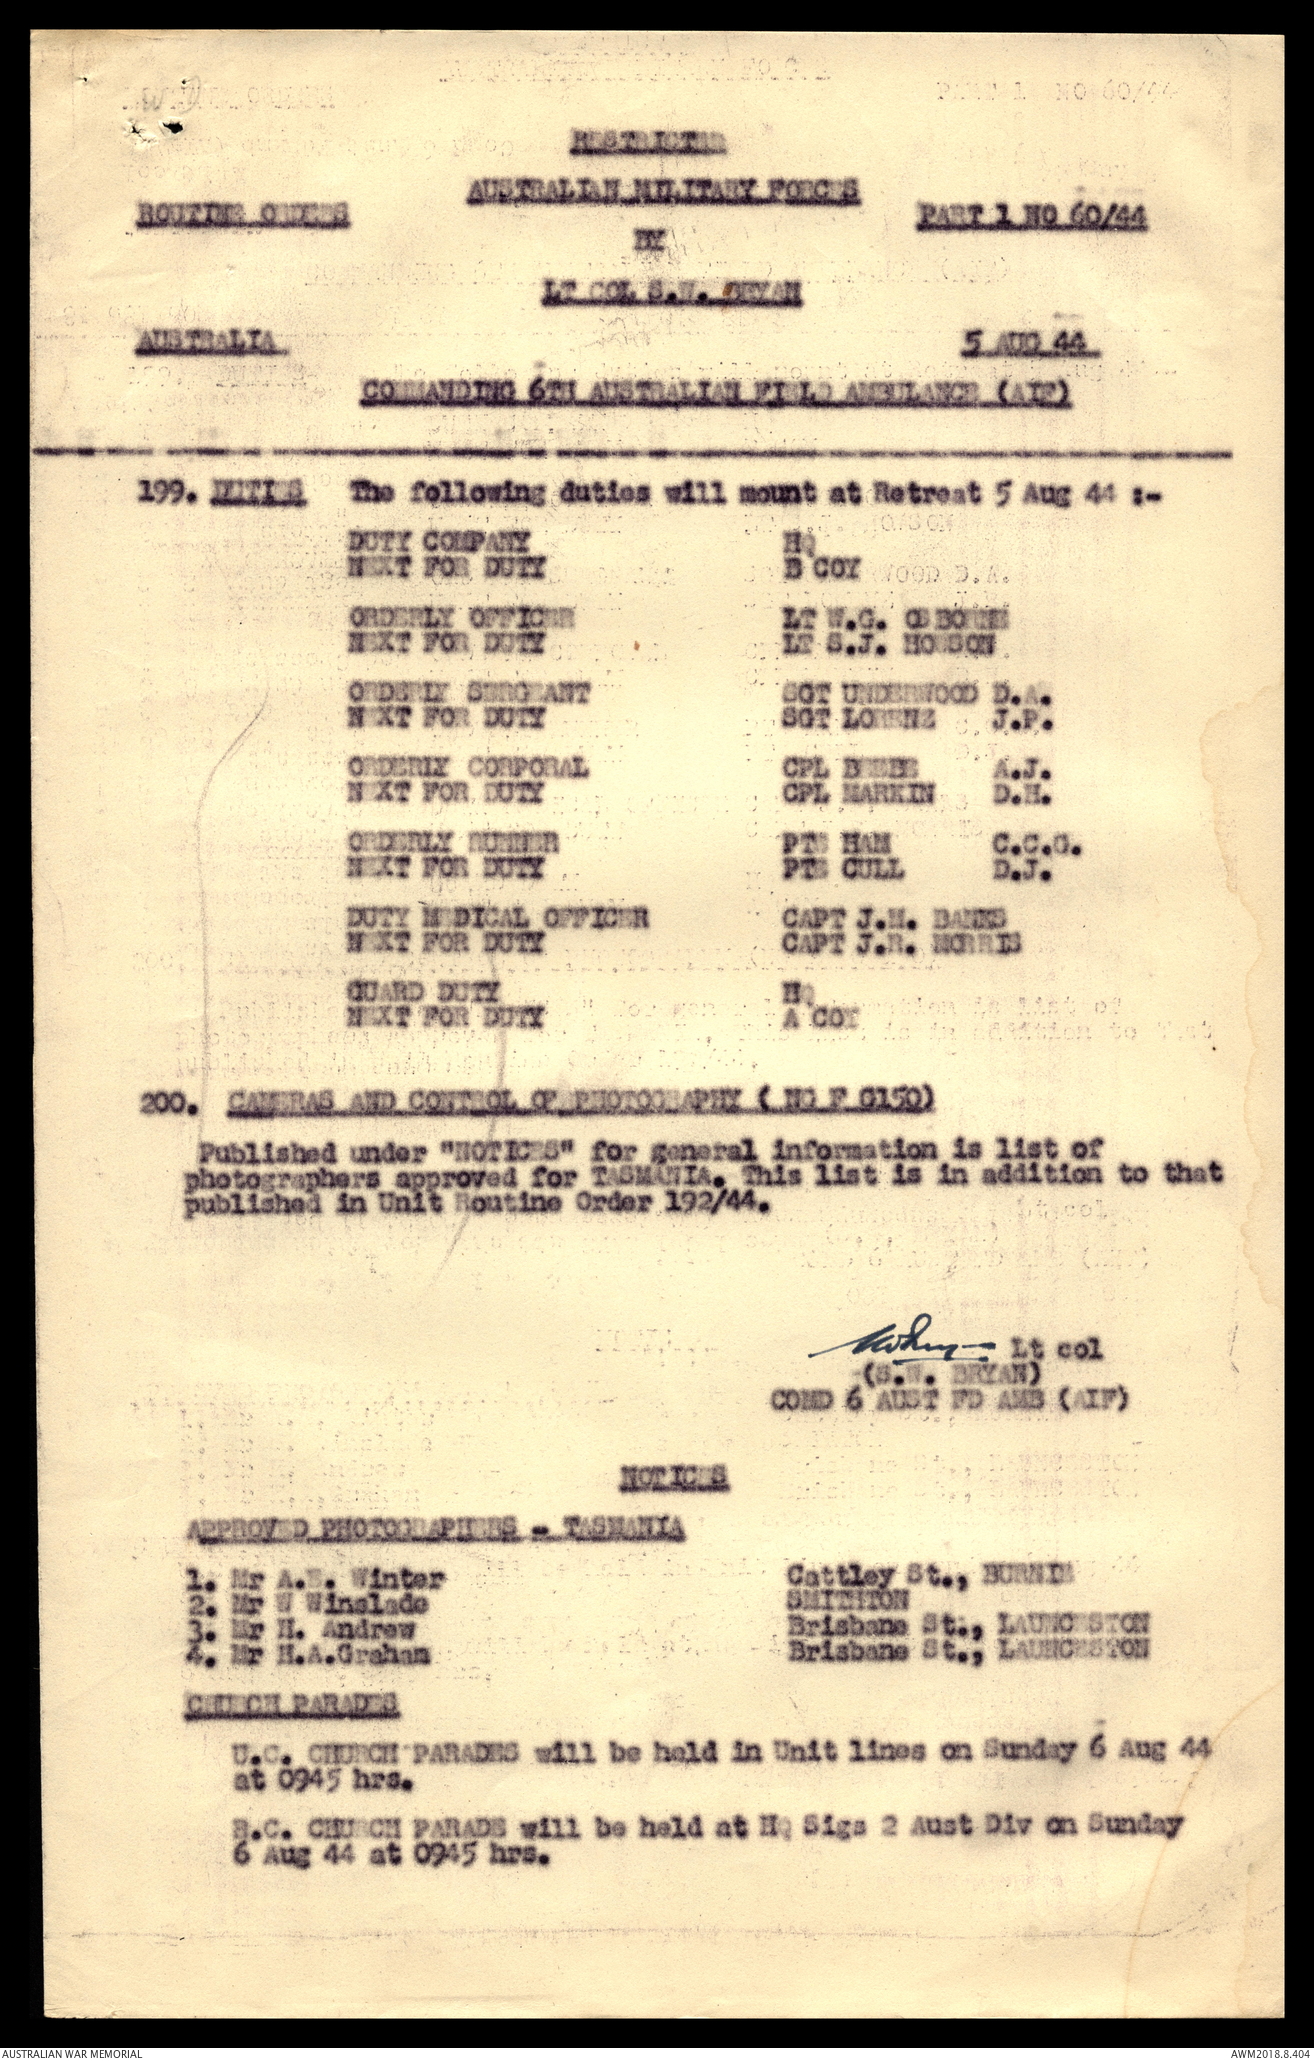 RESTRICTED
AUSTRALIAN MILITARY FORCES
ROUTINE ORDERS PART 1 NO 60/44
BY
LT COL S.W. BRYAN
AUSTRALIA 5 AUG 44
COMMANDING 6TH AUSTRALIAN FIELD AMBULANCE (AIF)
199. DUTIES The following duties will mount at Retreat 5 Aug 44 :-
DUTY COMPANY HQ
NEXT FOR DUTY B COY
ORDERLY OFFICER LT W.G. OSBORNE
NEXT FOR DUTY LT S.J. HOBSON
ORDERLY SERGEANT SGT UNDERWOOD D.A.
NEXT FOR DUTY SGT LORENZ J.P.
ORDERLY CORPORAL CPL BEEBE A.J.
NEXT FOR DUTY CPL MARKIN D.H.
ORDERLY RUNNER PTE HAM C.C.G.
NEXT FOR DUTY PTE CULL D.J.
DUTY MEDICAL OFFICER CAPT J.M. BANKS
NEXT FOR DUTY CAPT J.R. MORRIS
GUARD DUTY HQ
NEXT FOR DUTY A COY
200. CAMERAS AND CONTROL OF PHOTOGRAPHY ( NG F G150)
Published under "NOTICES" for general information is list of
photographers approved for TASMANIA. This list is in addition to that
published in Unit Routine Order 192/44.
Lt col
(S.W. BRYAN)
COMD 6 AUST FD AMB (AIF)
NOTICES
APPROVED PHOTOGRAPHERS - TASMANIA
1. Mr A.E. Winter Cattley St., BURNIE
2. Mr W Winslade SMITHTON
3. Mr H. Andrew Brisbane St., LAUNCESTON
4. Mr H.A.Graham Brisbane St., LAUNCESTON
CHURCH PARADES
U.C. CHURCH PARADES will be held in Unit lines on Sunday 6 Aug 44
at 0945 hrs.
R.C. CHURCH PARADE will be held at HQ Sigs 2 Aust Div on Sunday
6 Aug 44 at 0945 hrs.
AUSTRALIAN WAR MEMORIAL AWM2018.8.404